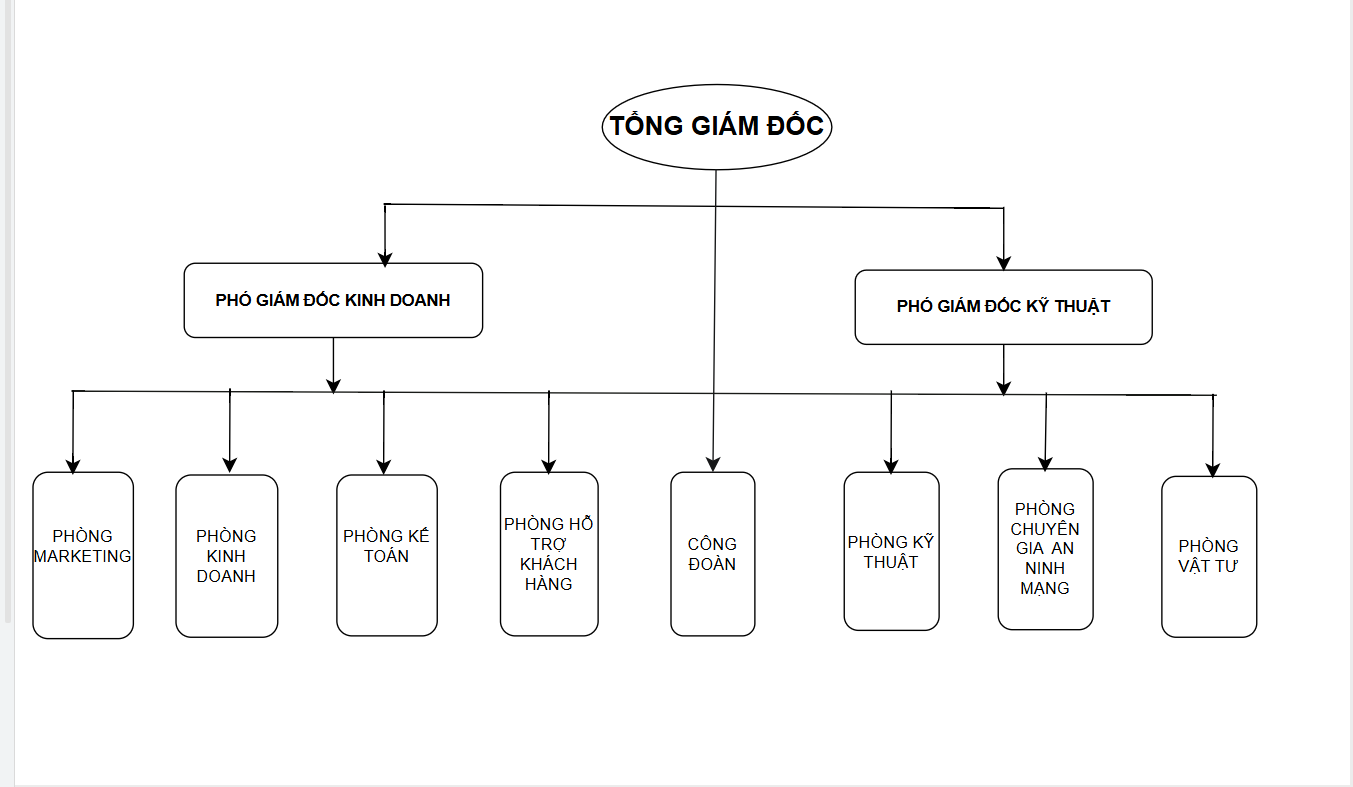 TỔNG GIÁM ĐỐC
PHÓ GIÁM ĐỐC KINH DOANH
PHÓ GIÁM ĐỐC KỸ THUẬT
PHÒNG
MARKETING
PHÒNG
KINH
DOANH
PHÒNG KẾ
TOÁN
PHÒNG HỖ
TRỢ
KHÁCH
HÀNG
CÔNG
ĐOÀN
PHÒNG KỸ
THUẬT
PHÒNG
CHUYÊN
GIA AN
NINH
MẠNG
PHÒNG
VẬT TƯ